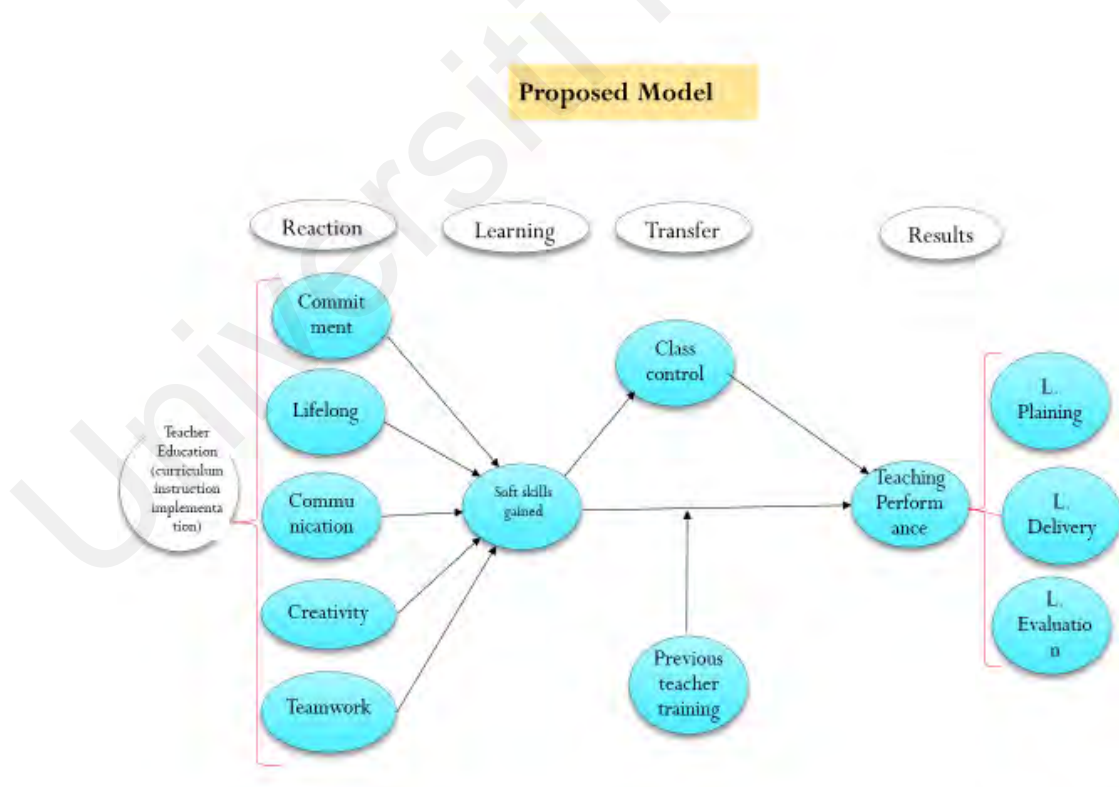 Universiti
Proposed Model
Reaction
Learning
Transfer
Results
Commit
ment
Lifelong
Commu
nication
Creativity
Teamwork
Teacher
Education
(curriculum
instruction
implementa
tion)
Soft skills
gained
Class
control
Previous
teacher
training
Teaching
Perform
ance
L.
Plaining
L.
Delivery
L.
Evaluatio
n